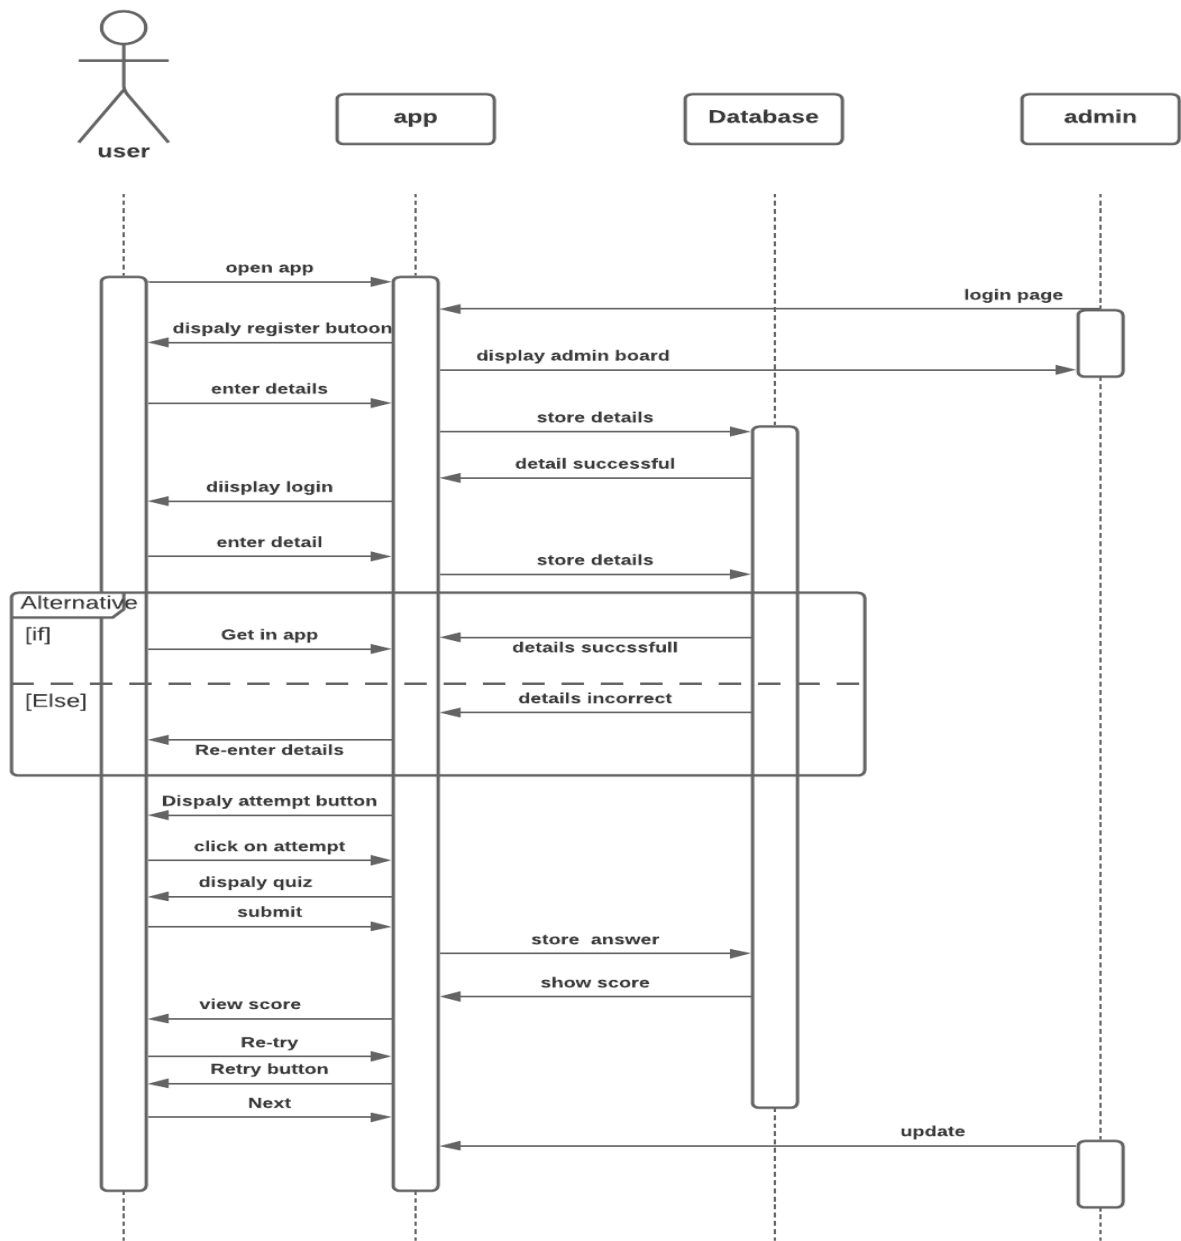 user
app
Database
admin
open app
login page
dispaly register butoon
display admin board
enter details
store details
detail successful
diisplay login
enter detail
store details
Alternative
[if]
Get in app
details succssfull
[Else]
details incorrect
Re-enter details
Dispaly attempt button
click on attempt
dispaly quiz
submit
store  answer
show score
view score
Re-try
Retry button
Next
update